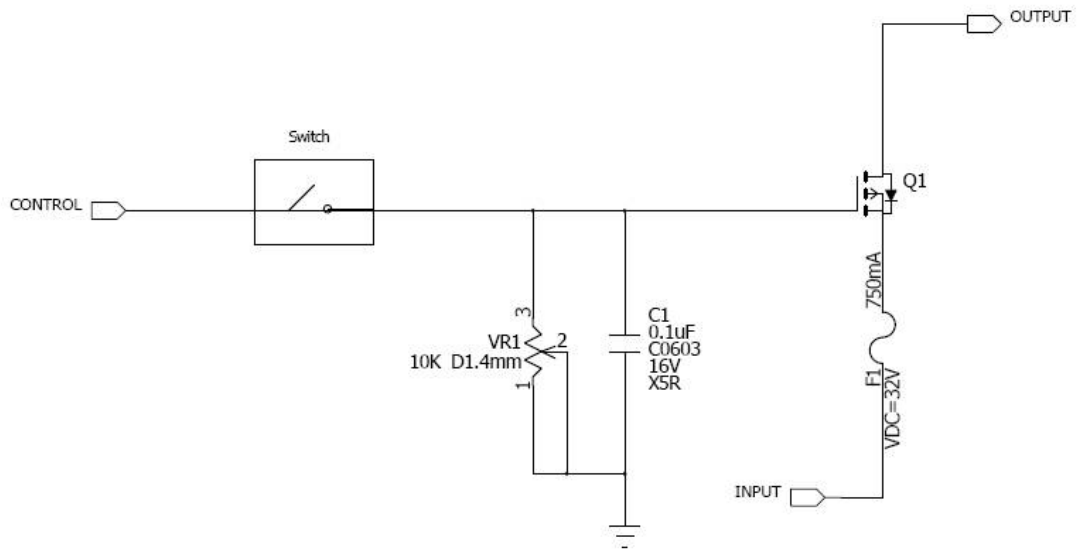 OUTPUT
Switch
Q1
CONTROL
750mA
3
C1
VR1
2
0.1uF
10K D1.4mm
C0603
16V
1
X5R
F1
VDC=32V
INPUT